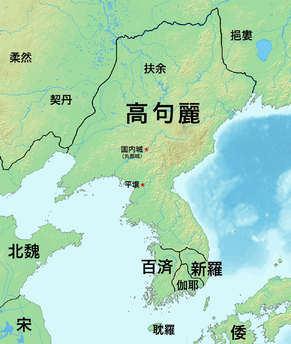 挹婁
柔然
扶余
契丹
高句麗
国内城
(丸都城)
平壌
北魏
百済
新羅
伽耶
宋
耽羅
倭